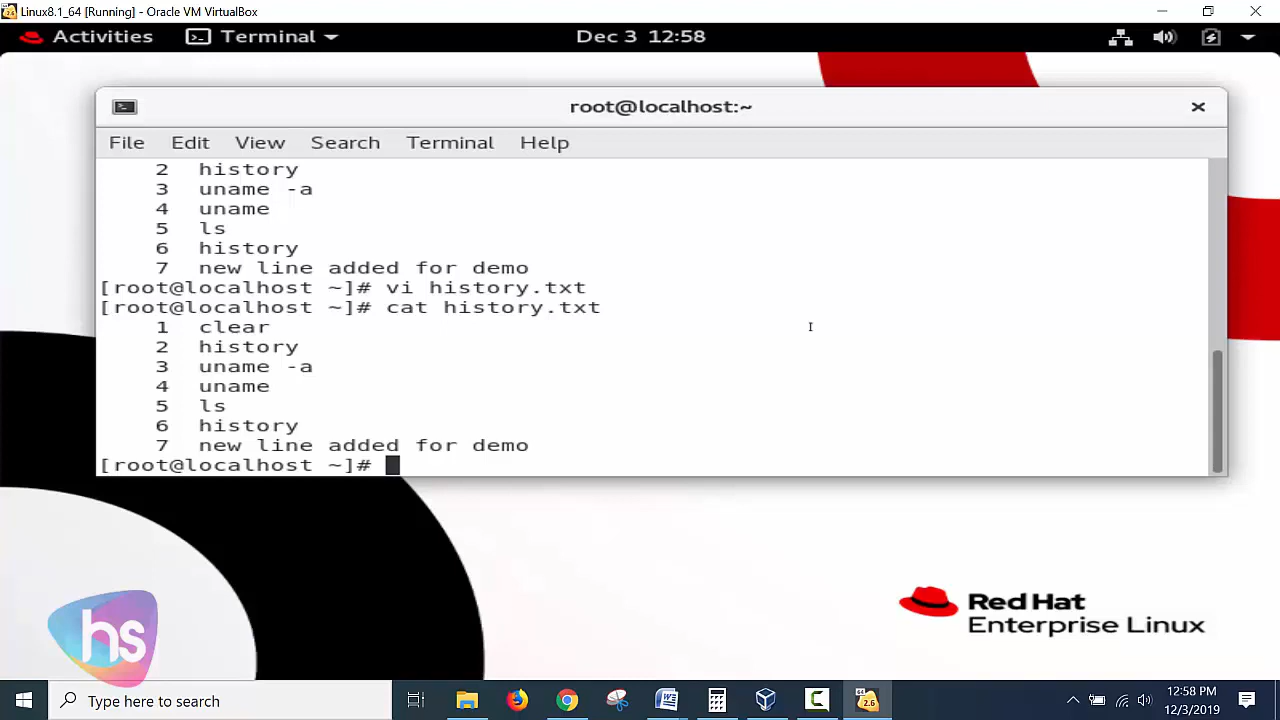 Linux8.1_64 [Running] - Oracle VM VirtualBox
Activities Terminal Dec 3 12:58
root@localhost:~
File Edit View Search Terminal Help
2 history
3 uname -a
4 uname
5 ls
6 history
7 new line added for demo
[root@localhost ~]# vi history.txt
[root@localhost ~]# cat history.txt
1 clear
2 history
3 uname -a
4 uname
5 ls
6 history
7 new line added for demo
[root@localhost ~]#
hs
Red Hat
Enterprise Linux
Type here to search
2.6
12:58 PM
12/3/2019